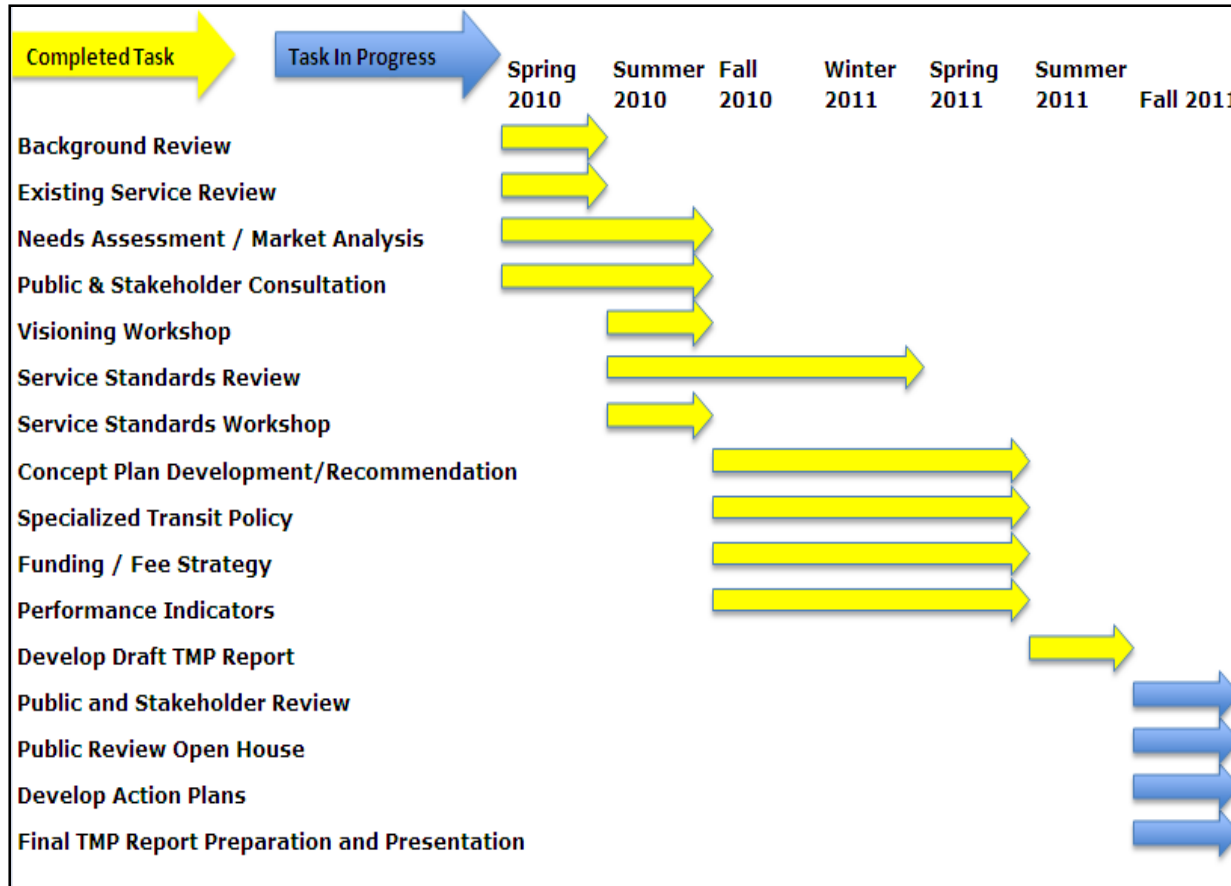 Completed Task
Task In Progress
Spring 2010
Summer 2010
Fall 2010
Winter 2011
Spring 2011
Summer 2011
Fall 2011
Background Review
Existing Service Review
Needs Assessment / Market Analysis
Public & Stakeholder Consultation
Visioning Workshop
Service Standards Review
Service Standards Workshop
Concept Plan Development/Recommendation
Specialized Transit Policy
Funding / Fee Strategy
Performance Indicators
Develop Draft TMP Report
Public and Stakeholder Review
Public Review Open House
Develop Action Plans
Final TMP Report Preparation and Presentation